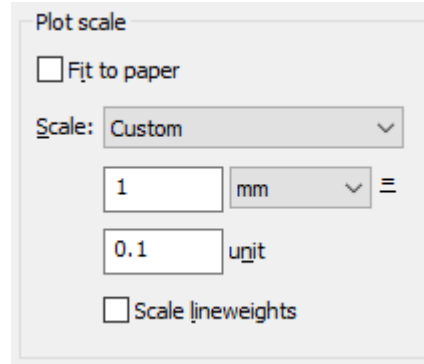 Plot scale
Fit to paper
Scale: Custom
1 mm =
0.1 unit
Scale lineweights